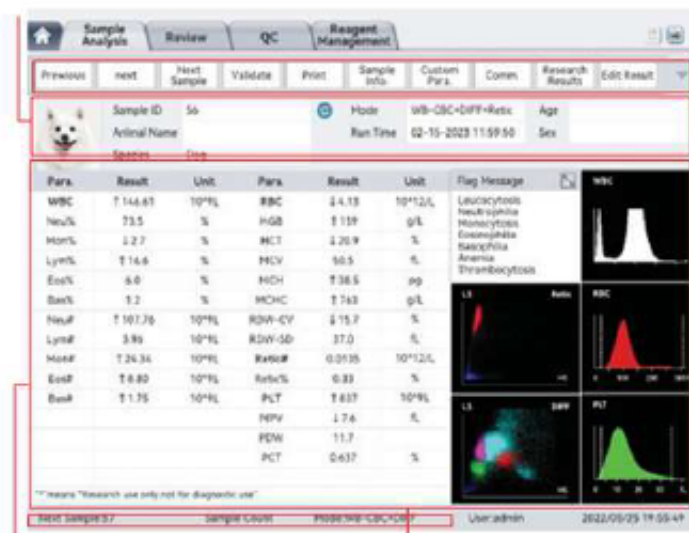 Sample Analysis Review QC Reagent Management
Previous next Next Sample Validate Print Sample Info. Custom Para. Comm. Research Results Edit Result
Sample ID 56 Mode WB-CBC+DIFF+Retic Age
Animal Name Run Time 02-15-2023 11:59:50 Sex
Species Dog
Para. Result Unit Para. Result Unit Flag Message WBC
WBC ↑ 146.61 10^9/L RBC ↓ 4.13 10^12/L Leucocytosis
Neu% 73.5 % HGB ↑ 159 g/L Neutrophilia
Mon% ↓ 2.7 % HCT ↓ 20.9 % Monocytosis
Lym% ↑ 16.6 % MCV 50.5 fL Eosinophilia
Eos% 6.0 % MCH ↑ 38.5 pg Basophilia
Bas% 1.2 % MCHC ↑ 763 g/L Anemia
Thrombocytosis
Neu# ↑ 107.76 10^9/L RDW-CV ↓ 15.7 % LS Retic RBC
Lym# 3.96 10^9/L RDW-SD 37.0 fL
Mon# ↑ 24.34 10^9/L Retic# 0.0135 10^12/L
Eos# ↑ 8.80 10^9/L Retic% 0.33 %
Bas# ↑ 1.75 10^9/L PLT ↑ 837 10^9/L LS DIFF PLT
MPV ↓ 7.6 fL
PDW 11.7
PCT 0.637 %
"*" means "Research use only not for diagnostic use"
Next Sample:57 Sample Count Mode:WB-CBC+DIFF User:admin 2022/05/25 19:55:49